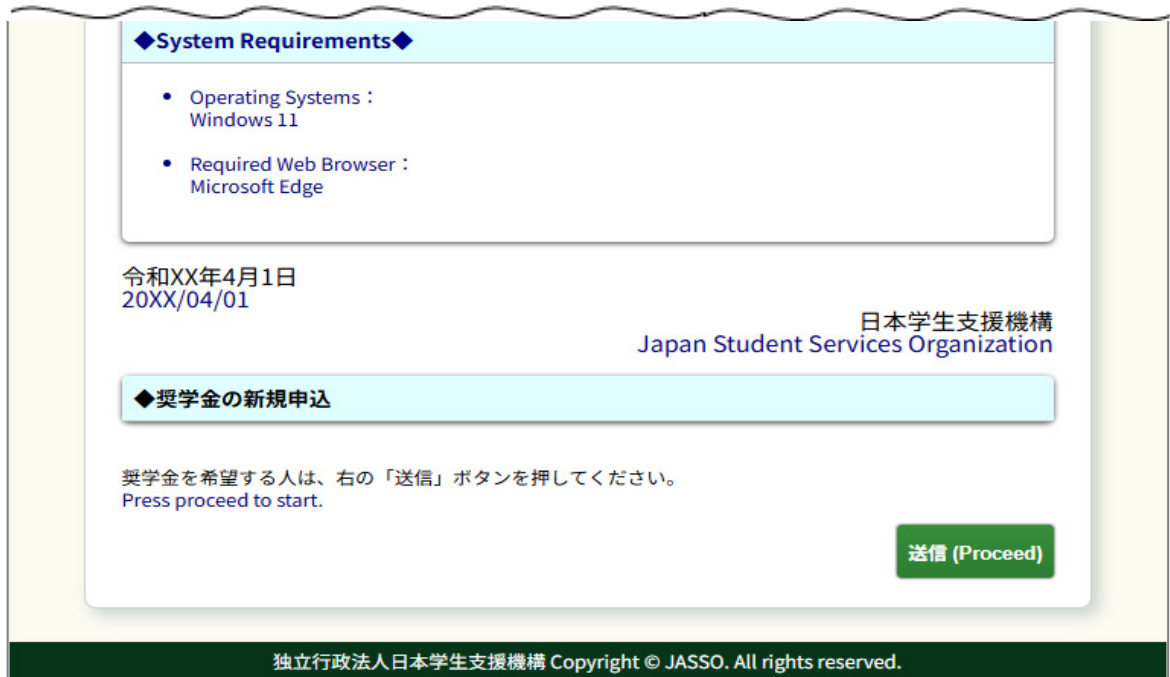 ◆System Requirements◆
• Operating Systems：
Windows 11
• Required Web Browser：
Microsoft Edge
令和XX年4月1日
20XX/04/01
日本学生支援機構
Japan Student Services Organization
◆奨学金の新規申込
奨学金を希望する人は、右の「送信」ボタンを押してください。
Press proceed to start.
送信 (Proceed)
独立行政法人日本学生支援機構 Copyright © JASSO. All rights reserved.